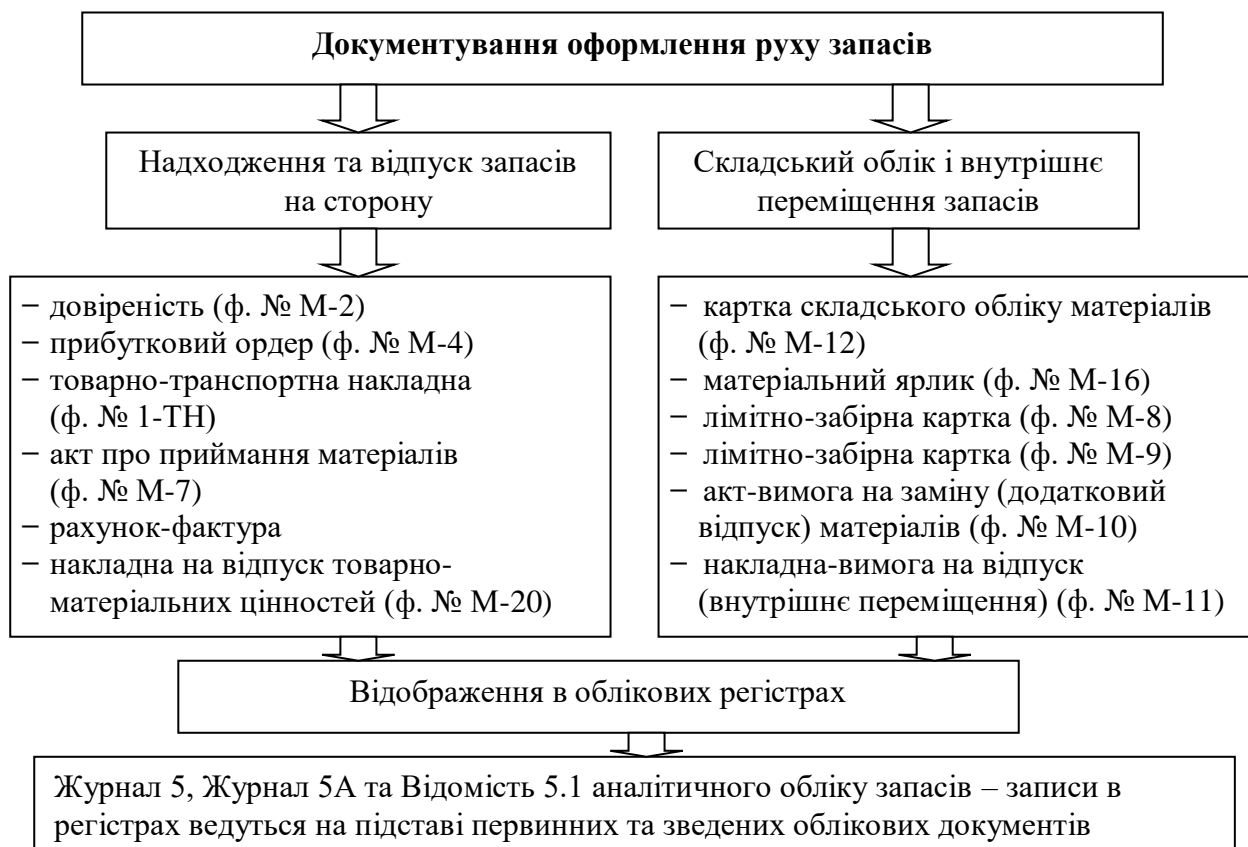 Документування оформлення руху запасів
Надходження та відпуск запасів
на сторону
Складський облік і внутрішнє
переміщення запасів
− довіреність (ф. № М-2)
− прибутковий ордер (ф. № М-4)
− товарно-транспортна накладна
(ф. № 1-ТН)
− акт про приймання матеріалів
(ф. № М-7)
− рахунок-фактура
− накладна на відпуск товарно-
матеріальних цінностей (ф. № М-20)
− картка складського обліку матеріалів
(ф. № М-12)
− матеріальний ярлик (ф. № М-16)
− лімітно-забірна картка (ф. № М-8)
− лімітно-забірна картка (ф. № М-9)
− акт-вимога на заміну (додатковий
відпуск) матеріалів (ф. № М-10)
− накладна-вимога на відпуск
(внутрішнє переміщення) (ф. № М-11)
Відображення в облікових регістрах
Журнал 5, Журнал 5А та Відомість 5.1 аналітичного обліку запасів – записи в
регістрах ведуться на підставі первинних та зведених облікових документів